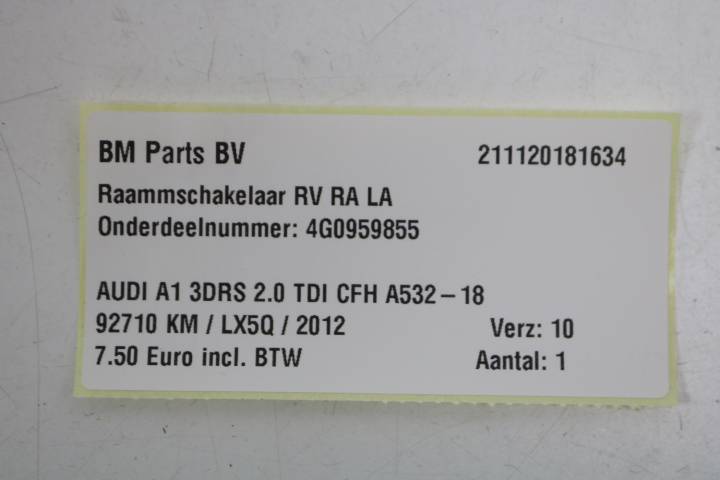 BM Parts BV 211120181634
Raammschakelaar RV RA LA
Onderdeelnummer: 4G0959855
AUDI A1 3DRS 2.0 TDI CFH A532-18
92710 KM / LX5Q / 2012 Verz: 10
7.50 Euro incl. BTW Aantal: 1